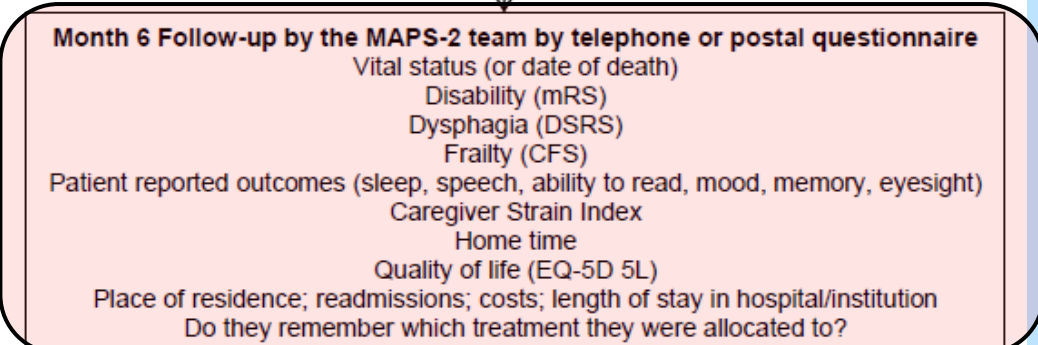 Month 6 Follow-up by the MAPS-2 team by telephone or postal questionnaire
Vital status (or date of death)
Disability (mRS)
Dysphagia (DSRS)
Frailty (CFS)
Patient reported outcomes (sleep, speech, ability to read, mood, memory, eyesight)
Caregiver Strain Index
Home time
Quality of life (EQ-5D 5L)
Place of residence; readmissions; costs; length of stay in hospital/institution
Do they remember which treatment they were allocated to?